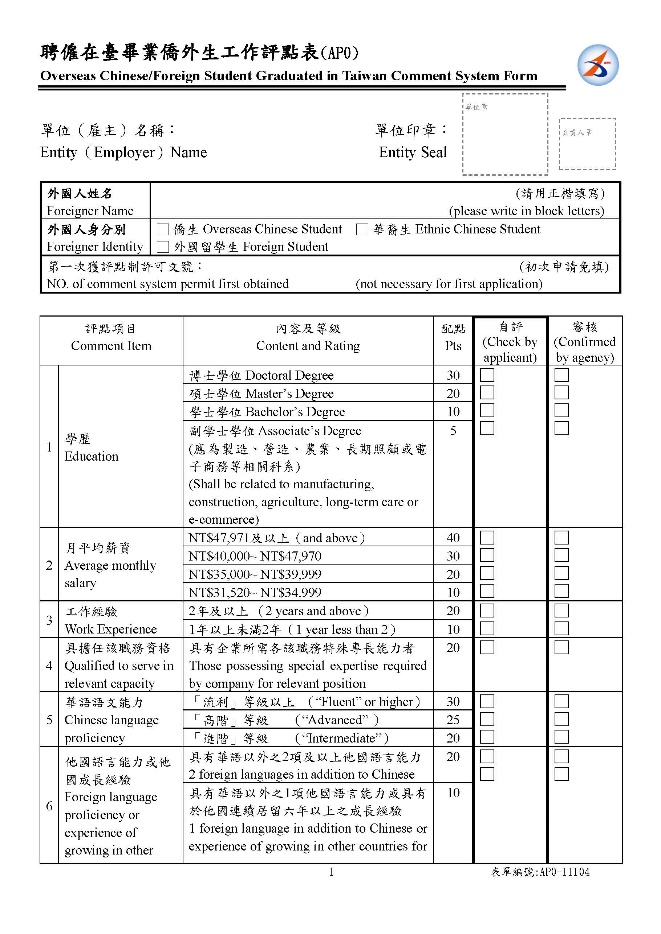 聘僱在臺畢業僑外生工作評點表(AP0)
Overseas Chinese/Foreign Student Graduated in Taiwan Comment System Form
單位(雇主)名稱：
Entity (Employer) Name
單位印章：
Entity Seal
單位章
負責人章
外國人姓名
Foreigner Name
(請用正楷填寫)
(please write in block letters)
外國人身分別
Foreigner Identity
□僑生 Overseas Chinese Student □華裔生 Ethnic Chinese Student
□外國留學生 Foreign Student
第一次獲評點制許可文號： (初次申請免填)
NO. of comment system permit first obtained (not necessary for first application)
評點項目
Comment Item
內容及等級
Content and Rating
配點
Pts
自評
(Check by
applicant)
審核
(Confirmed
by agency)
1
學歷
Education
博士學位 Doctoral Degree 30 □ □
碩士學位 Master's Degree 20 □ □
學士學位 Bachelor's Degree 10 □ □
副學士學位 Associate's Degree 5 □ □
(應為製造、營造、農業、長期照顧或電
子商務等相關科系)
(Shall be related to manufacturing,
construction, agriculture, long-term care or
e-commerce)
2
月平均薪資
Average monthly
salary
NT$47,971及以上(and above) 40 □ □
NT$40,000~ NT$47,970 30 □ □
NT$35,000~ NT$39,999 20 □ □
NT$31,520~ NT$34,999 10 □ □
3
工作經驗
Work Experience
2年及以上 (2 years and above) 20 □ □
1年以上未滿2年(1 year less than 2) 10 □ □
4
具擔任該職務資格
Qualified to serve in
relevant capacity
具有企業所需各該職務特殊專長能力者 20 □ □
Those possessing special expertise required
by company for relevant position
5
華語語文能力
Chinese language
proficiency
「流利」等級以上 ("Fluent" or higher) 30 □ □
「高階」等級 ("Advanced") 25 □ □
「進階」等級 ("Intermediate") 20 □ □
6
他國語言能力或他
國成長經驗
Foreign language
proficiency or
experience of
growing in other
具有華語以外之2項及以上他國語言能力 20 □ □
2 foreign languages in addition to Chinese □ □
具有華語以外之1項他國語言能力或具有 10
於他國連續居留六年以上之成長經驗
1 foreign language in addition to Chinese or
experience of growing in other countries for
1
表單編號:AP0-11104